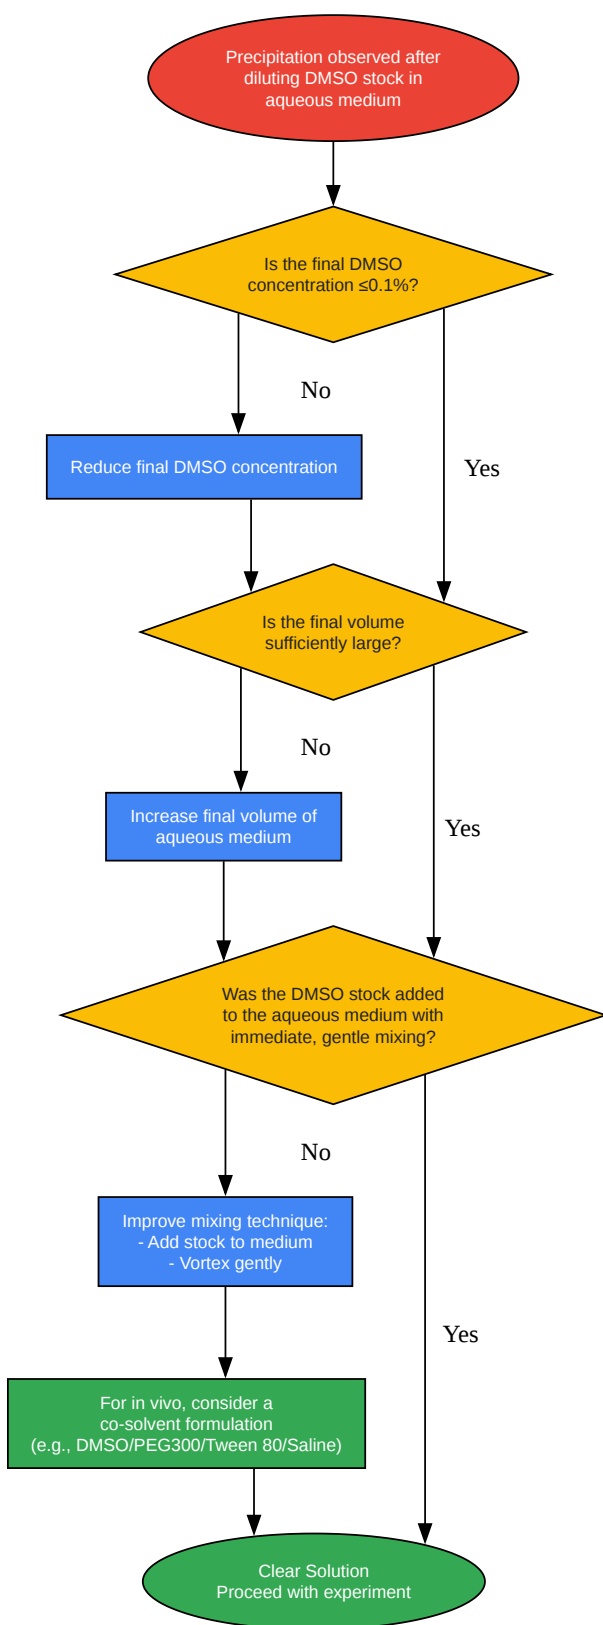 Precipitation observed after
diluting DMSO stock in
aqueous medium
Is the final DMSO
concentration ≤0.1%?
No
Reduce final DMSO concentration
Yes
Is the final volume
sufficiently large?
No
Increase final volume of
aqueous medium
Yes
Was the DMSO stock added
to the aqueous medium with
immediate, gentle mixing?
No
Improve mixing technique:
- Add stock to medium
- Vortex gently
Yes
For in vivo, consider a
co-solvent formulation
(e.g., DMSO/PEG300/Tween 80/Saline)
Clear Solution
Proceed with experiment